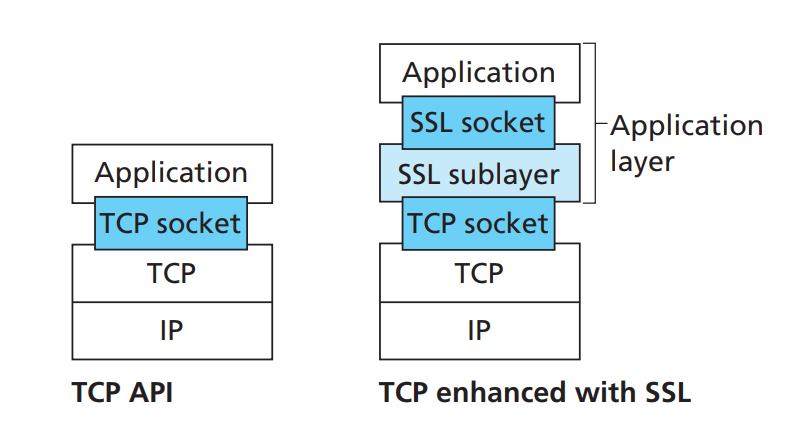 Application
TCP socket
TCP
IP
TCP API
Application
SSL socket
SSL sublayer
TCP socket
TCP
IP
TCP enhanced with SSL
Application
layer